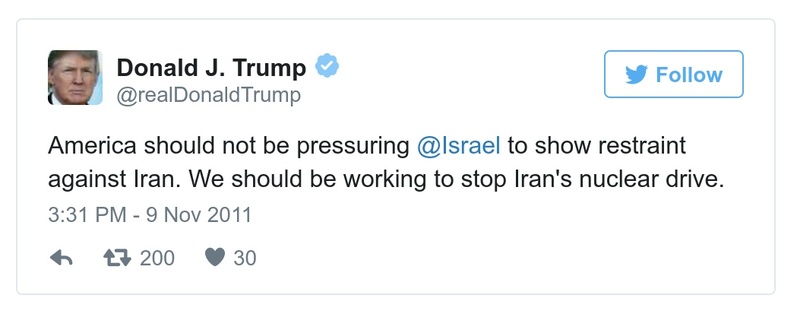 Donald J. Trump
@realDonaldTrump
Follow
America should not be pressuring @Israel to show restraint
against Iran. We should be working to stop Iran's nuclear drive.
3:31 PM - 9 Nov 2011
200 30